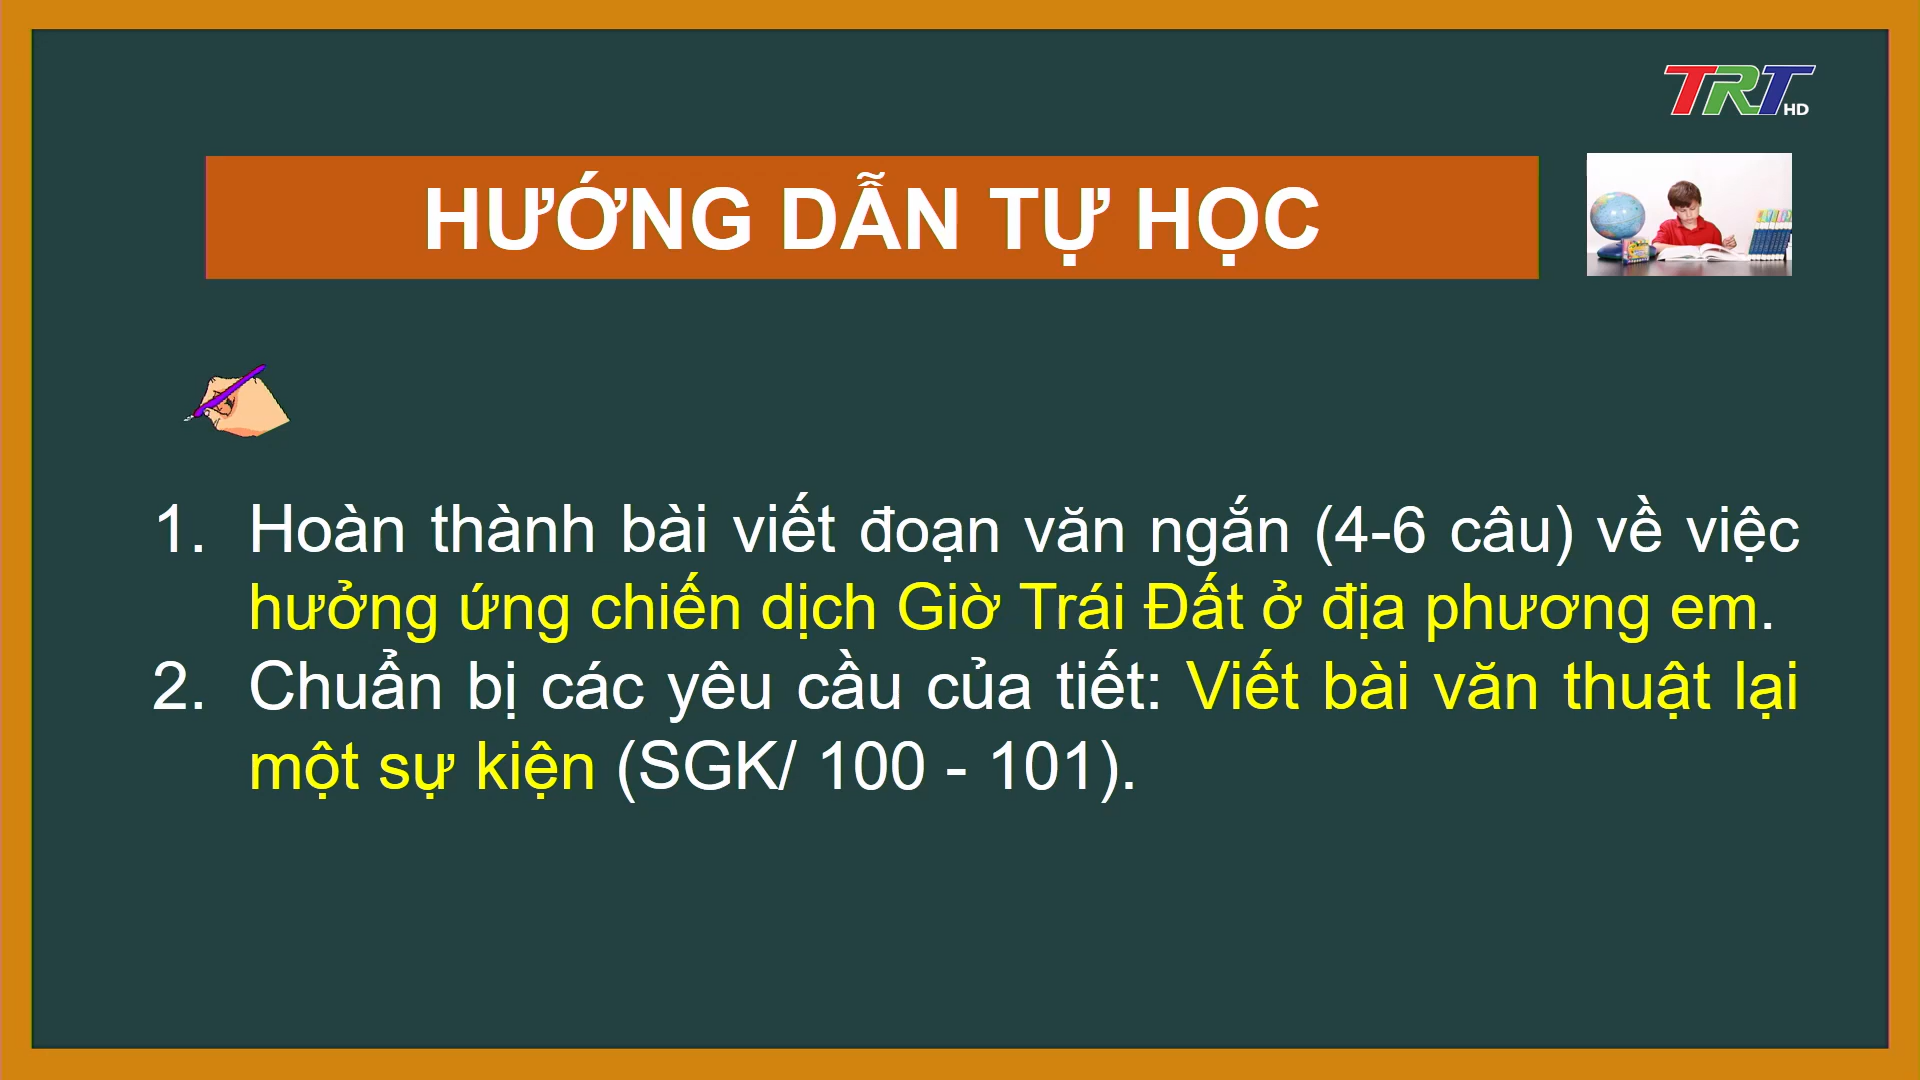 TRT HD
HƯỚNG DẪN TỰ HỌC
1. Hoàn thành bài viết đoạn văn ngắn (4-6 câu) về việc
hưởng ứng chiến dịch Giờ Trái Đất ở địa phương em.
2. Chuẩn bị các yêu cầu của tiết: Viết bài văn thuật lại
một sự kiện (SGK/ 100 - 101).